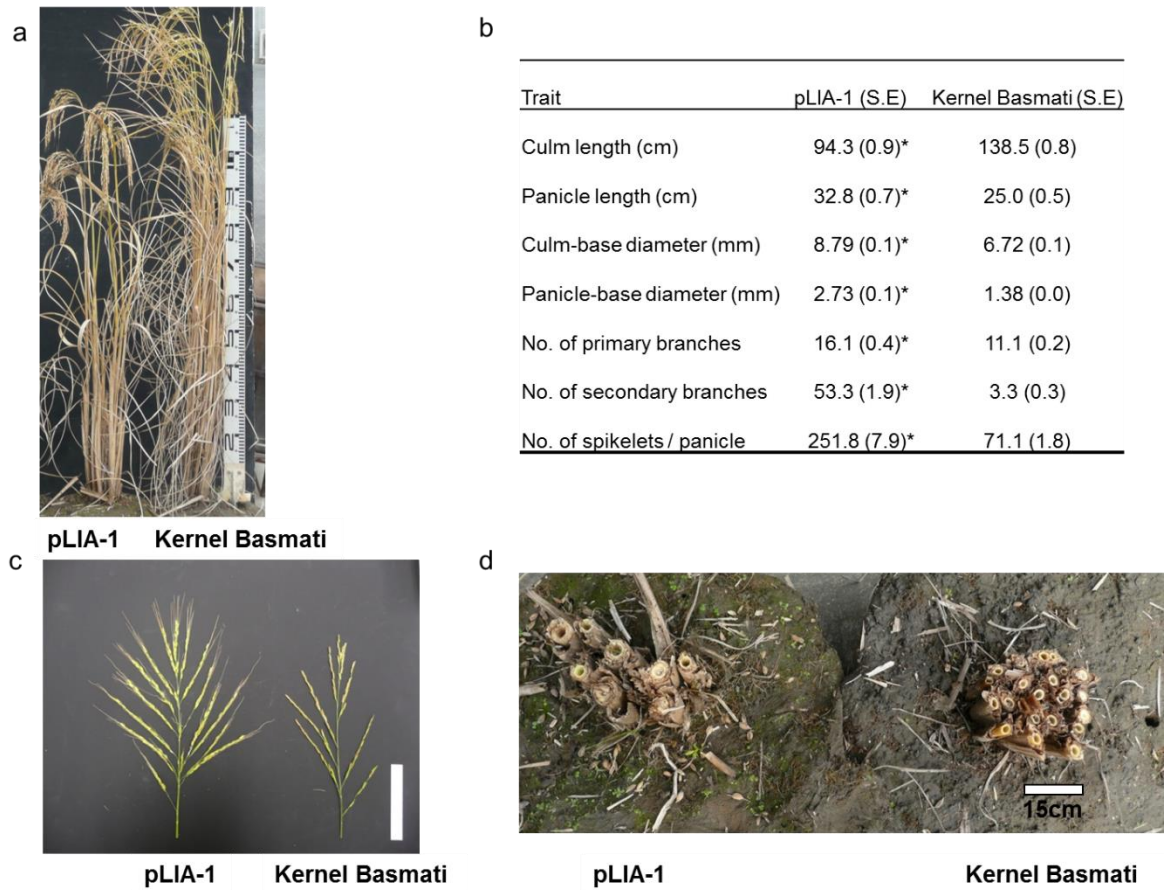 a
b
Trait pLIA-1 (S.E) Kernel Basmati (S.E)
Culm length (cm) 94.3 (0.9)* 138.5 (0.8)
Panicle length (cm) 32.8 (0.7)* 25.0 (0.5)
Culm-base diameter (mm) 8.79 (0.1)* 6.72 (0.1)
Panicle-base diameter (mm) 2.73 (0.1)* 1.38 (0.0)
No. of primary branches 16.1 (0.4)* 11.1 (0.2)
No. of secondary branches 53.3 (1.9)* 3.3 (0.3)
No. of spikelets / panicle 251.8 (7.9)* 71.1 (1.8)
pLIA-1 Kernel Basmati
c
d
15cm
pLIA-1 Kernel Basmati
pLIA-1 Kernel Basmati